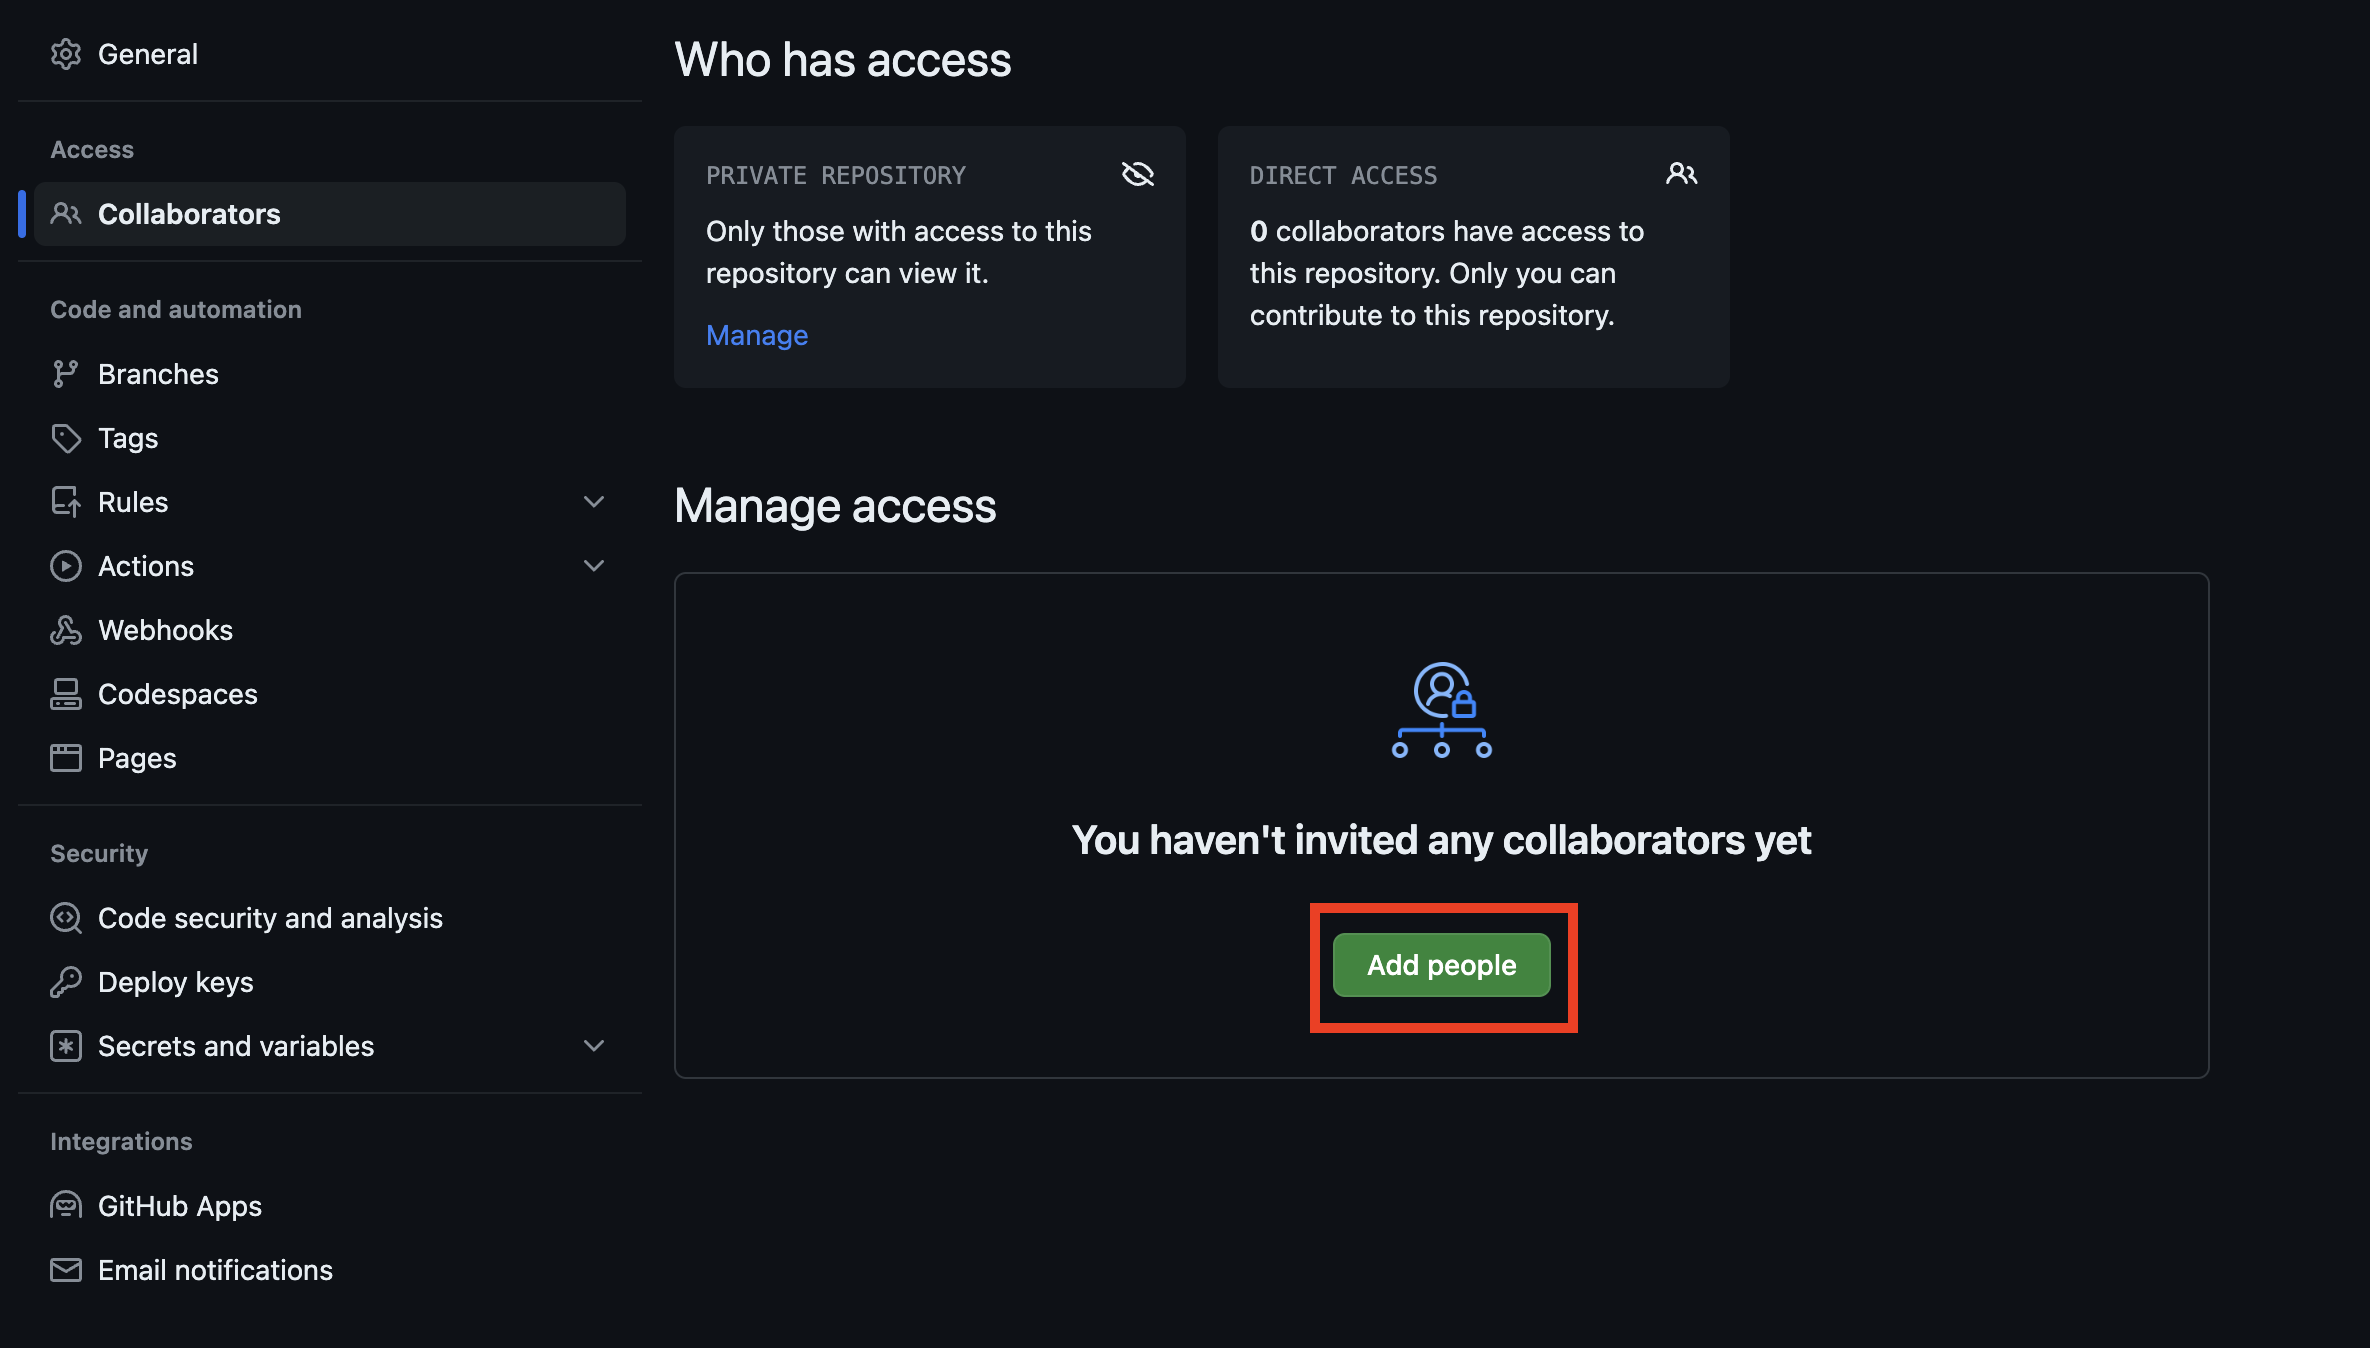 General
Access
Collaborators
Code and automation
Branches
Tags
Rules
Actions
Webhooks
Codespaces
Pages
Security
Code security and analysis
Deploy keys
Secrets and variables
Integrations
GitHub Apps
Email notifications
Who has access
PRIVATE REPOSITORY
Only those with access to this
repository can view it.
Manage
DIRECT ACCESS
0 collaborators have access to
this repository. Only you can
contribute to this repository.
Manage access
You haven't invited any collaborators yet
Add people